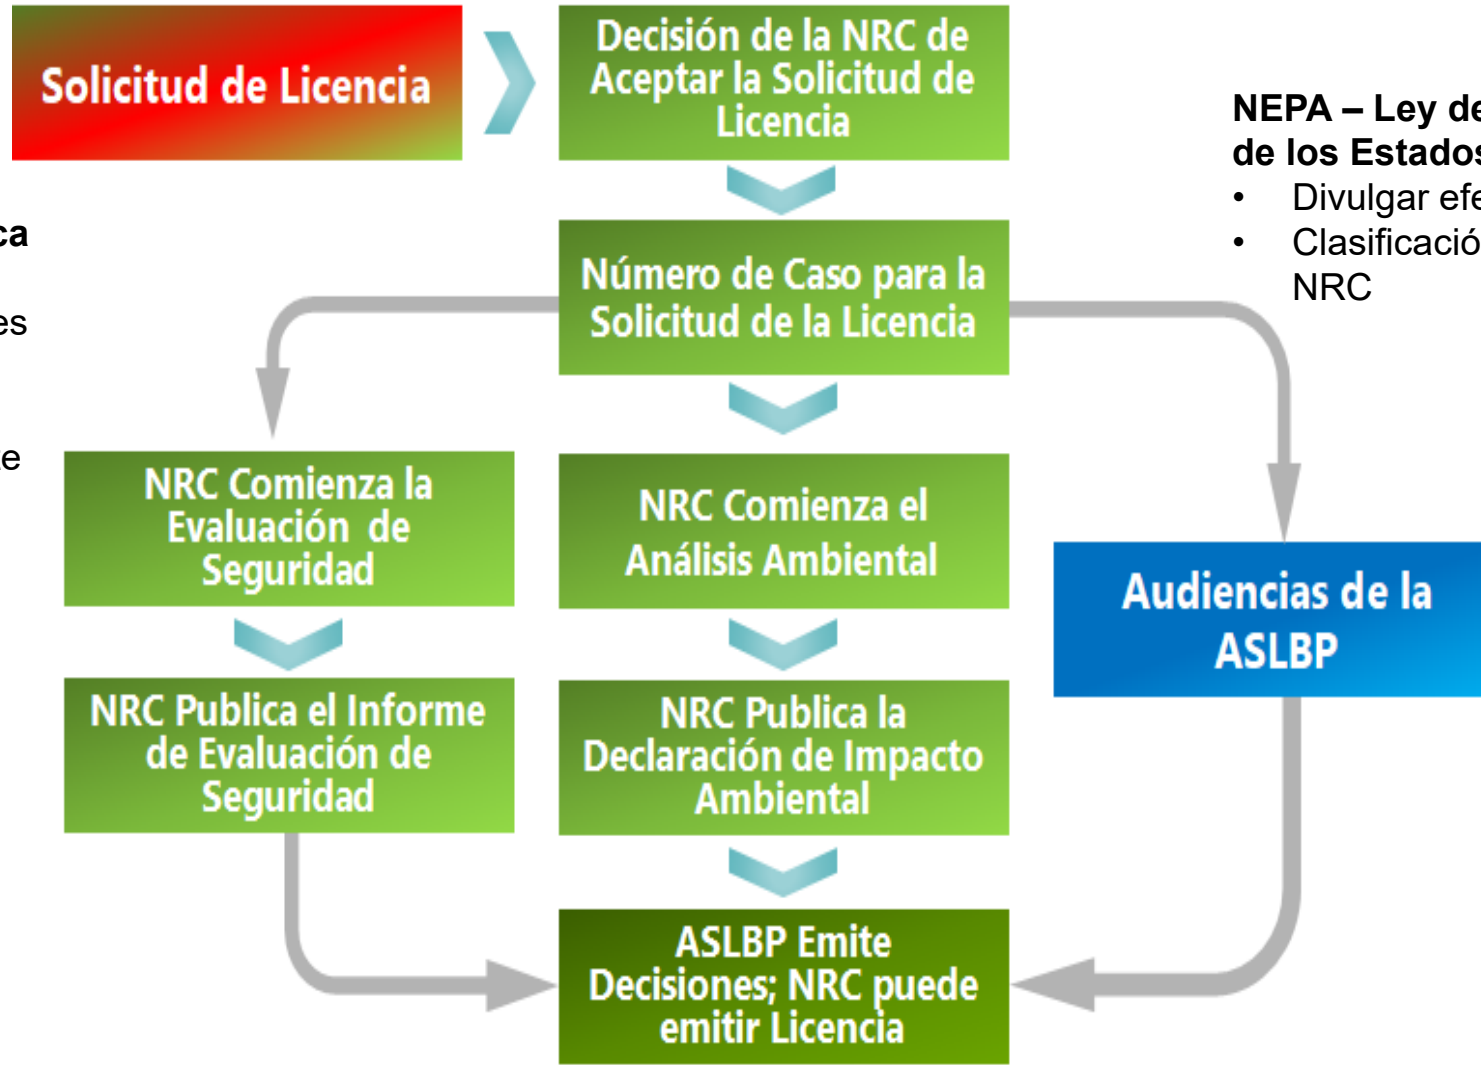 Solicitud de Licencia
Decisión de la NRC de
Aceptar la Solicitud de
Licencia
NEPA – Ley de
de los Estados
• Divulgar efe
• Clasificació
NRC
ca
es
te
Número de Caso para la
Solicitud de la Licencia
NRC Comienza la
Evaluación de
Seguridad
NRC Comienza el
Análisis Ambiental
Audiencias de la
ASLBP
NRC Publica el Informe
de Evaluación de
Seguridad
NRC Publica la
Declaración de Impacto
Ambiental
ASLBP Emite
Decisiones; NRC puede
emitir Licencia